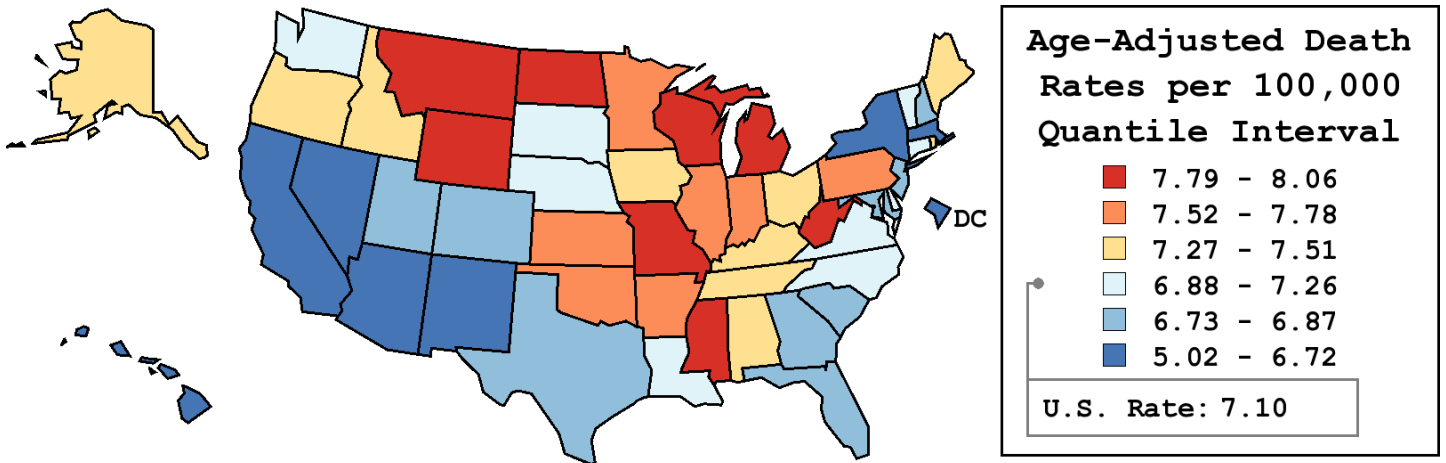 DC
Age-Adjusted Death
Rates per 100,000
Quantile Interval
7.79 - 8.06
7.52 - 7.78
7.27 - 7.51
6.88 - 7.26
6.73 - 6.87
5.02 - 6.72
U.S. Rate: 7.10